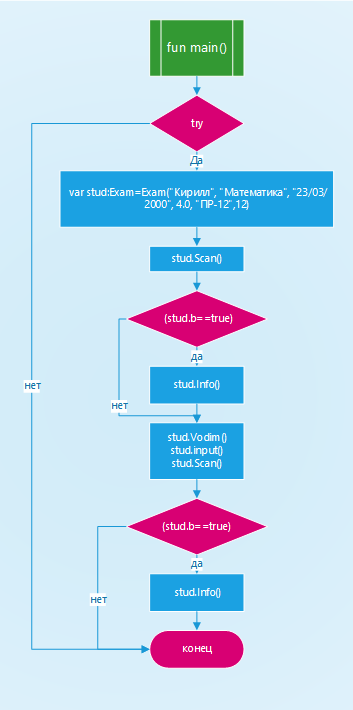 fun main()
try
Да
var stud:Exam=Exam("Кирилл", "Математика", "23/03/
2000", 4.0, "ПР-12",12)
stud.Scan()
(stud.b==true)
да
нет
stud.Info()
нет
stud.Vodim()
stud.input()
stud.Scan()
(stud.b==true)
да
stud.Info()
нет
конец